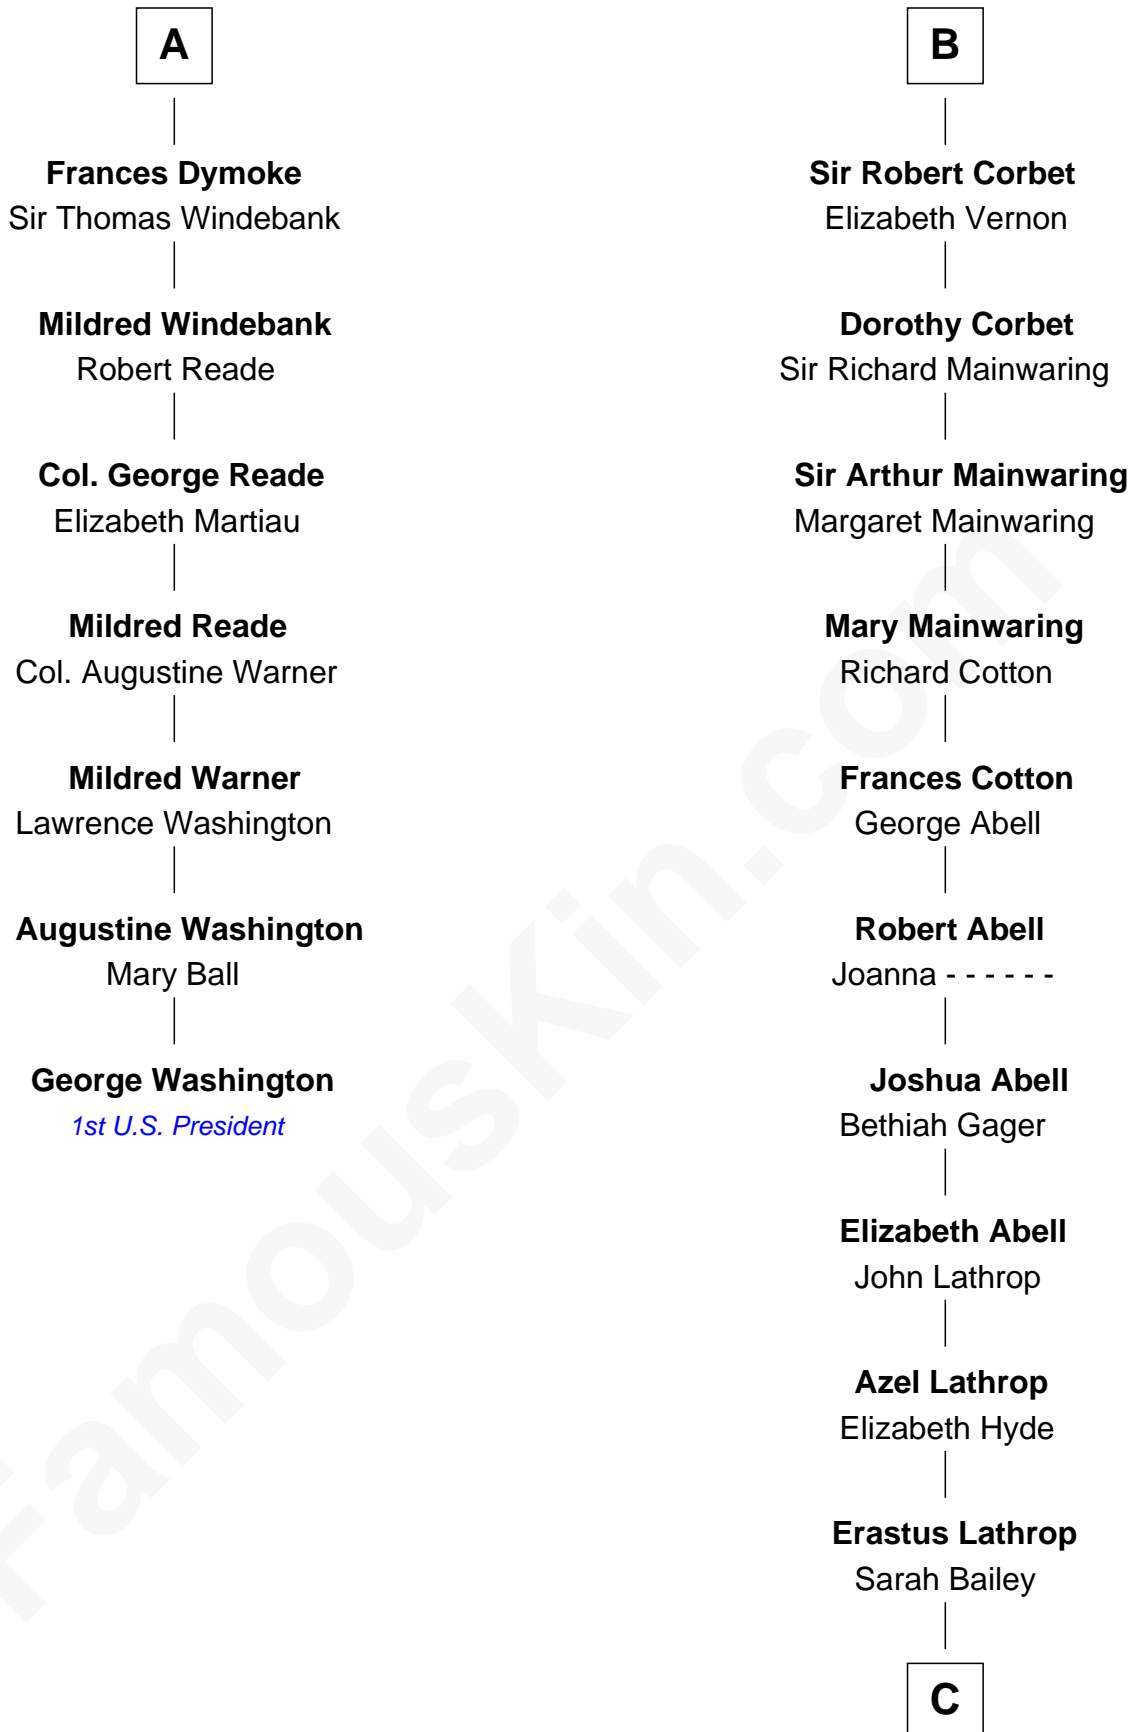 A
Frances Dymoke
Sir Thomas Windebank
Mildred Windebank
Robert Reade
Col. George Reade
Elizabeth Martiau
Mildred Reade
Col. Augustine Warner
Mildred Warner
Lawrence Washington
Augustine Washington
Mary Ball
George Washington
1st U.S. President
B
Sir Robert Corbet
Elizabeth Vernon
Dorothy Corbet
Sir Richard Mainwaring
Sir Arthur Mainwaring
Margaret Mainwaring
Mary Mainwaring
Richard Cotton
Frances Cotton
George Abell
Robert Abell
Joanna - - - - - -
Joshua Abell
Bethiah Gager
Elizabeth Abell
John Lathrop
Azel Lathrop
Elizabeth Hyde
Erastus Lathrop
Sarah Bailey
C
FamousKin.com